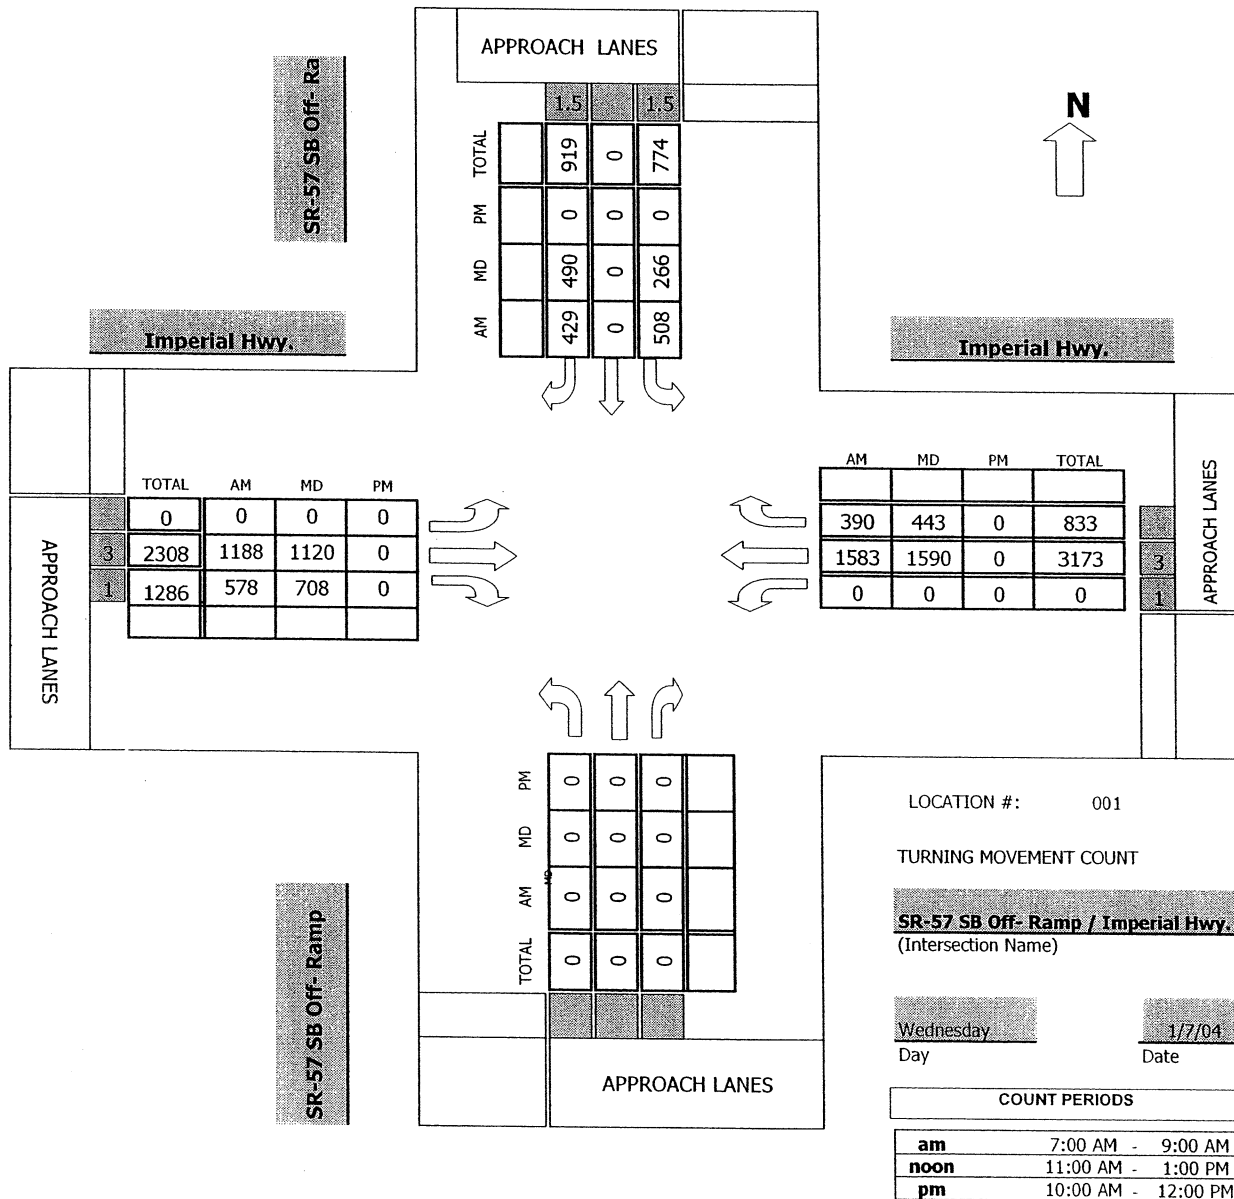 APPROACH LANES
SR-57 SB Off- Ra
N
1.5 1.5
TOTAL 919 0 774
PM 0 0
MD 490 0 266
AM 429 0 508
Imperial Hwy.
Imperial Hwy.
TOTAL AM MD PM
0 0 0 0
3 2308 1188 1120 0
1 1286 578 708 0
APPROACH LANES
AM MD PM TOTAL
390 443 0 833
1583 1590 0 3173 3
0 0 0 0 1
APPROACH LANES
PM 0 0 0
MD 0 0 0
AM MD 0 0 0
TOTAL 0 0 0
APPROACH LANES
SR-57 SB Off- Ramp
LOCATION #: 001
TURNING MOVEMENT COUNT
SR-57 SB Off- Ramp / Imperial Hwy.
(Intersection Name)
Wednesday 1/7/04
Day Date
COUNT PERIODS
am 7:00 AM - 9:00 AM
noon 11:00 AM - 1:00 PM
pm 10:00 AM - 12:00 PM